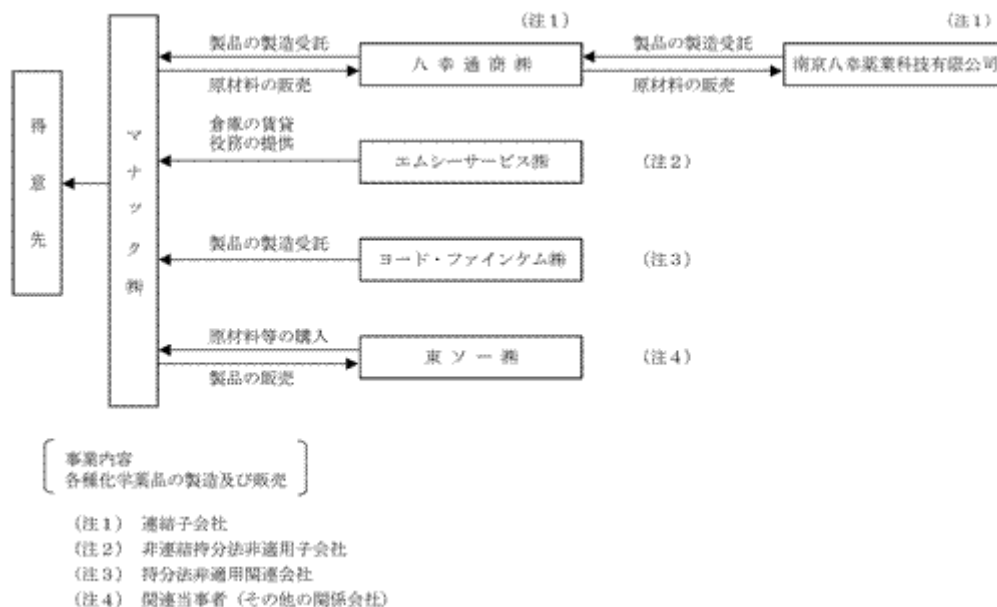 (注1)
(注1)
製品の製造受託
八幸通商㈱
製品の製造受託
南京八幸薬業科技有限公司
原材料の販売
原材料の販売
得意先
マナック㈱
倉庫の賃貸
役務の提供
エムシーサービス㈱
(注2)
製品の製造受託
ヨード・ファインケム㈱
(注3)
原材料等の購入
東ソー㈱
(注4)
製品の販売
事業内容
各種化学薬品の製造及び販売
(注1) 連結子会社
(注2) 非連結持分法非適用子会社
(注3) 持分法非適用関連会社
(注4) 関連当事者(その他の関係会社)